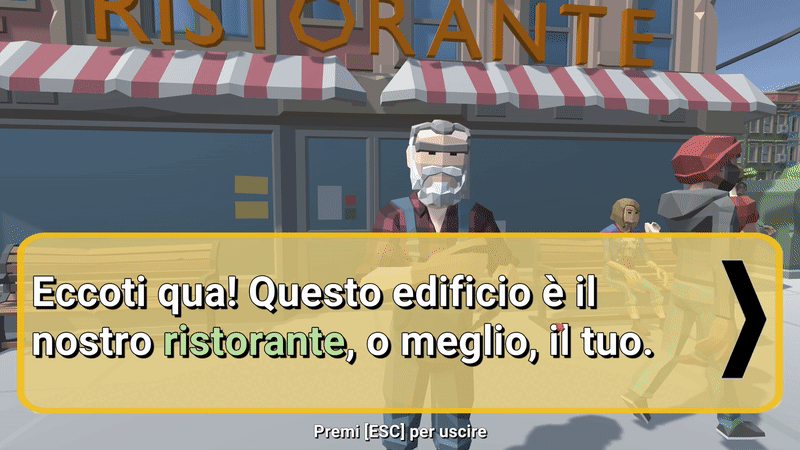 RISTORANTE
Eccoti qua! Questo edificio è il
nostro ristorante, o meglio, il tuo.
Premi [ESC] per uscire